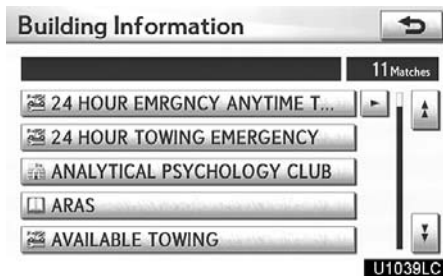 Building Information
11 Matches
24 HOUR EMRGNCY ANYTIME T...
24 HOUR TOWING EMERGENCY
ANALYTICAL PSYCHOLOGY CLUB
ARAS
AVAILABLE TOWING
U1039LC